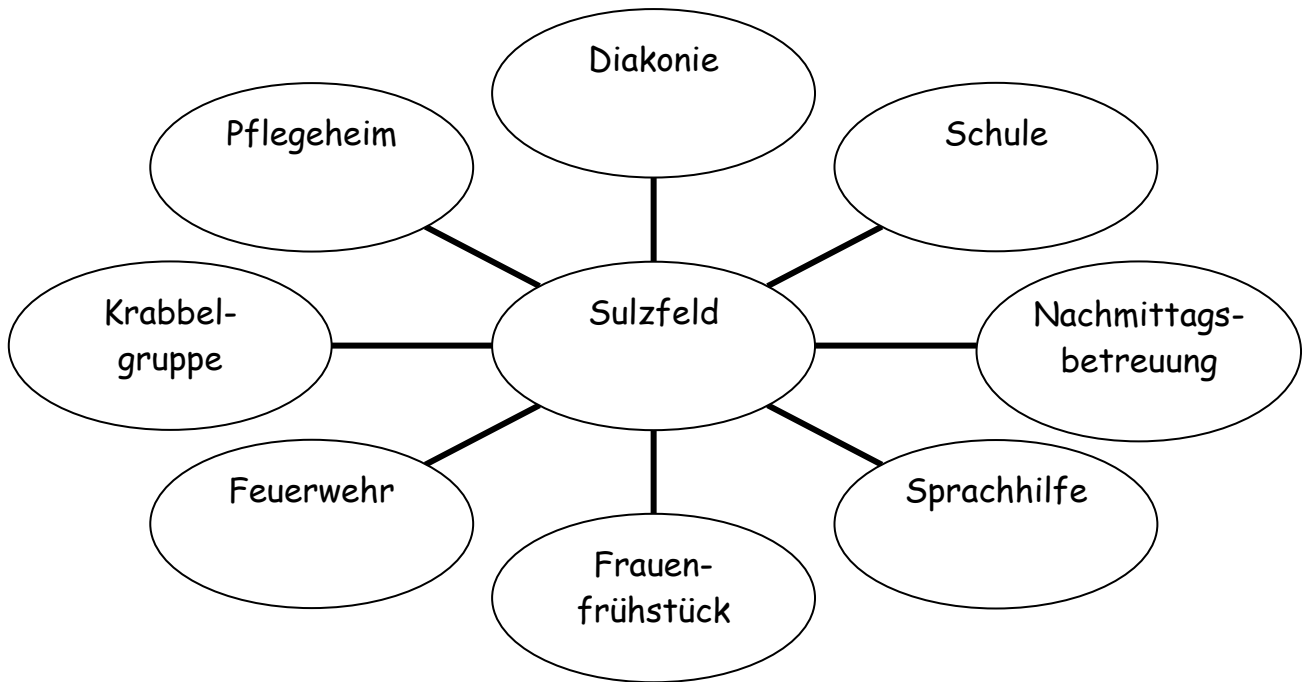 Diakonie
Pflegeheim
Schule
Krabbel-
gruppe
Sulzfeld
Nachmittags-
betreuung
Feuerwehr
Sprachhilfe
Frauen-
frühstück